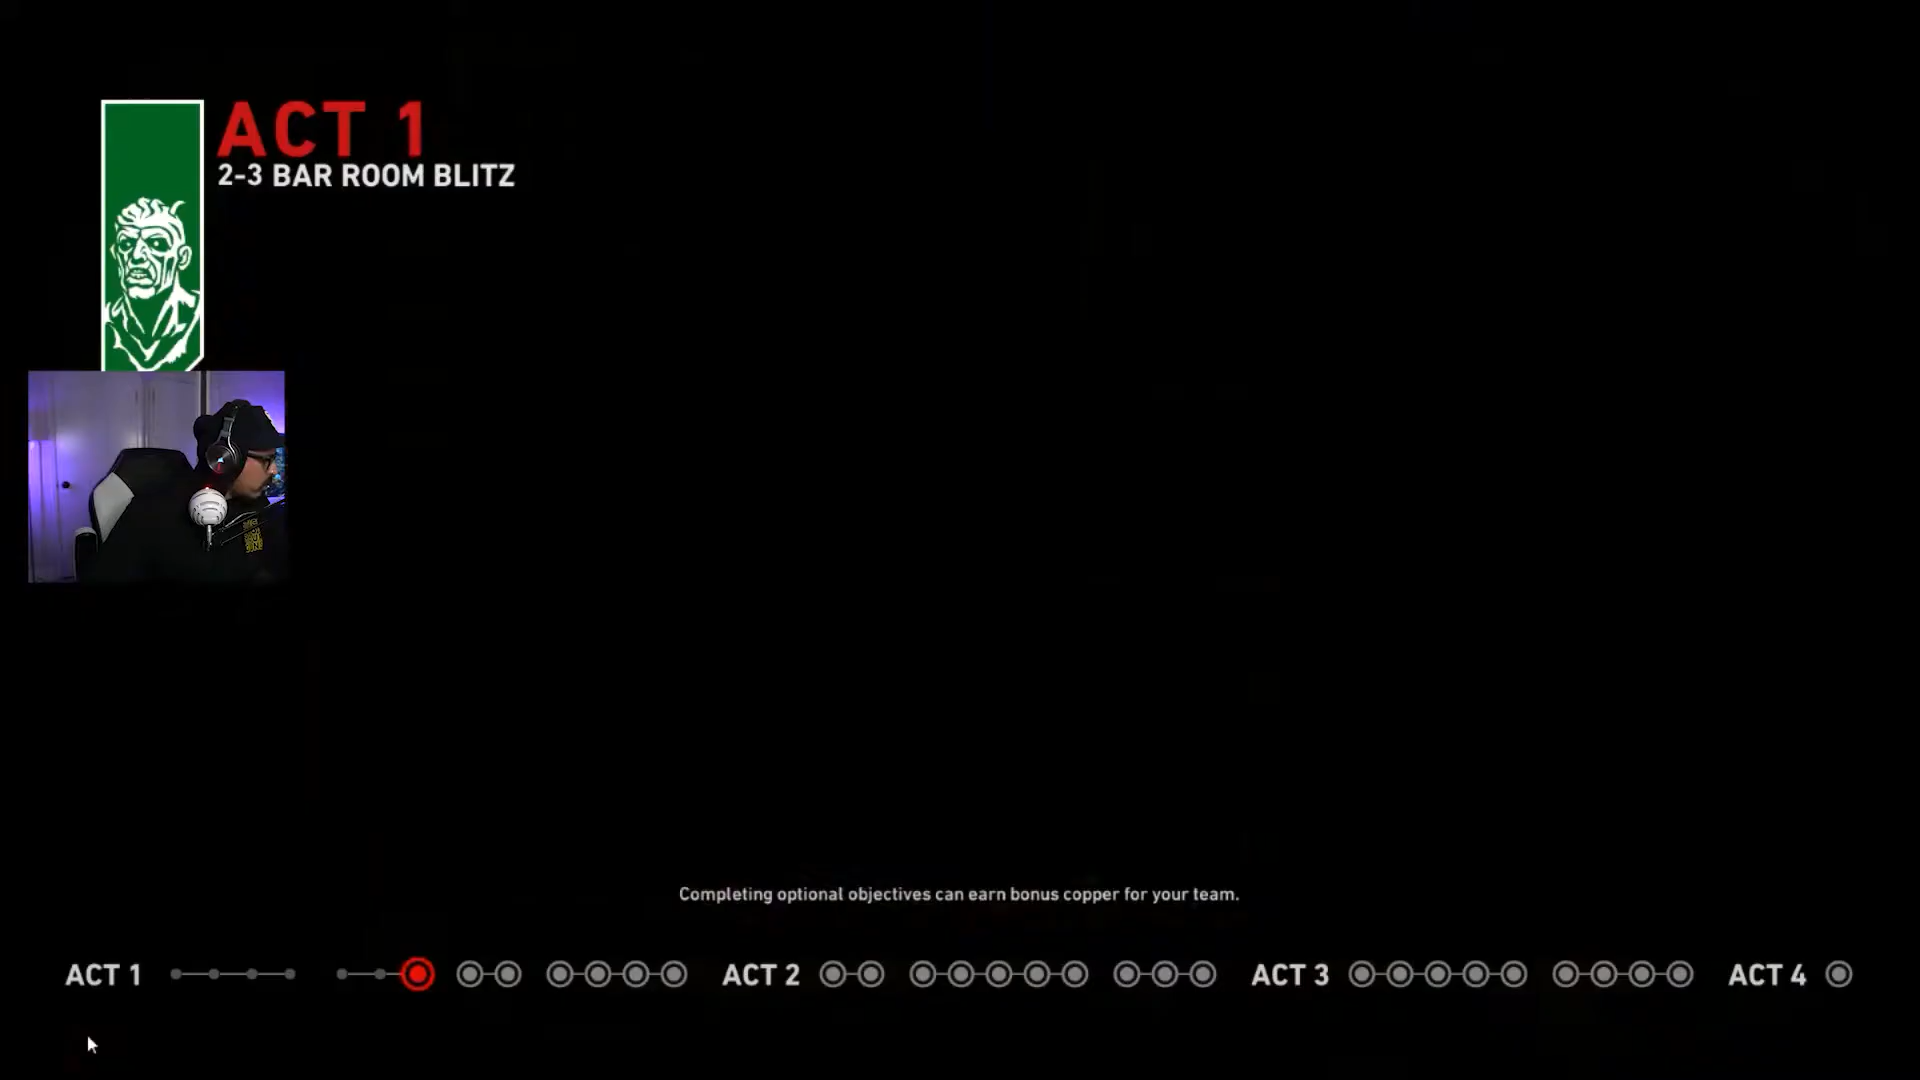 ACT 1
2-3 BAR ROOM BLITZ
Completing optional objectives can earn bonus copper for your team.
ACT 1 ACT 2 ACT 3 ACT 4